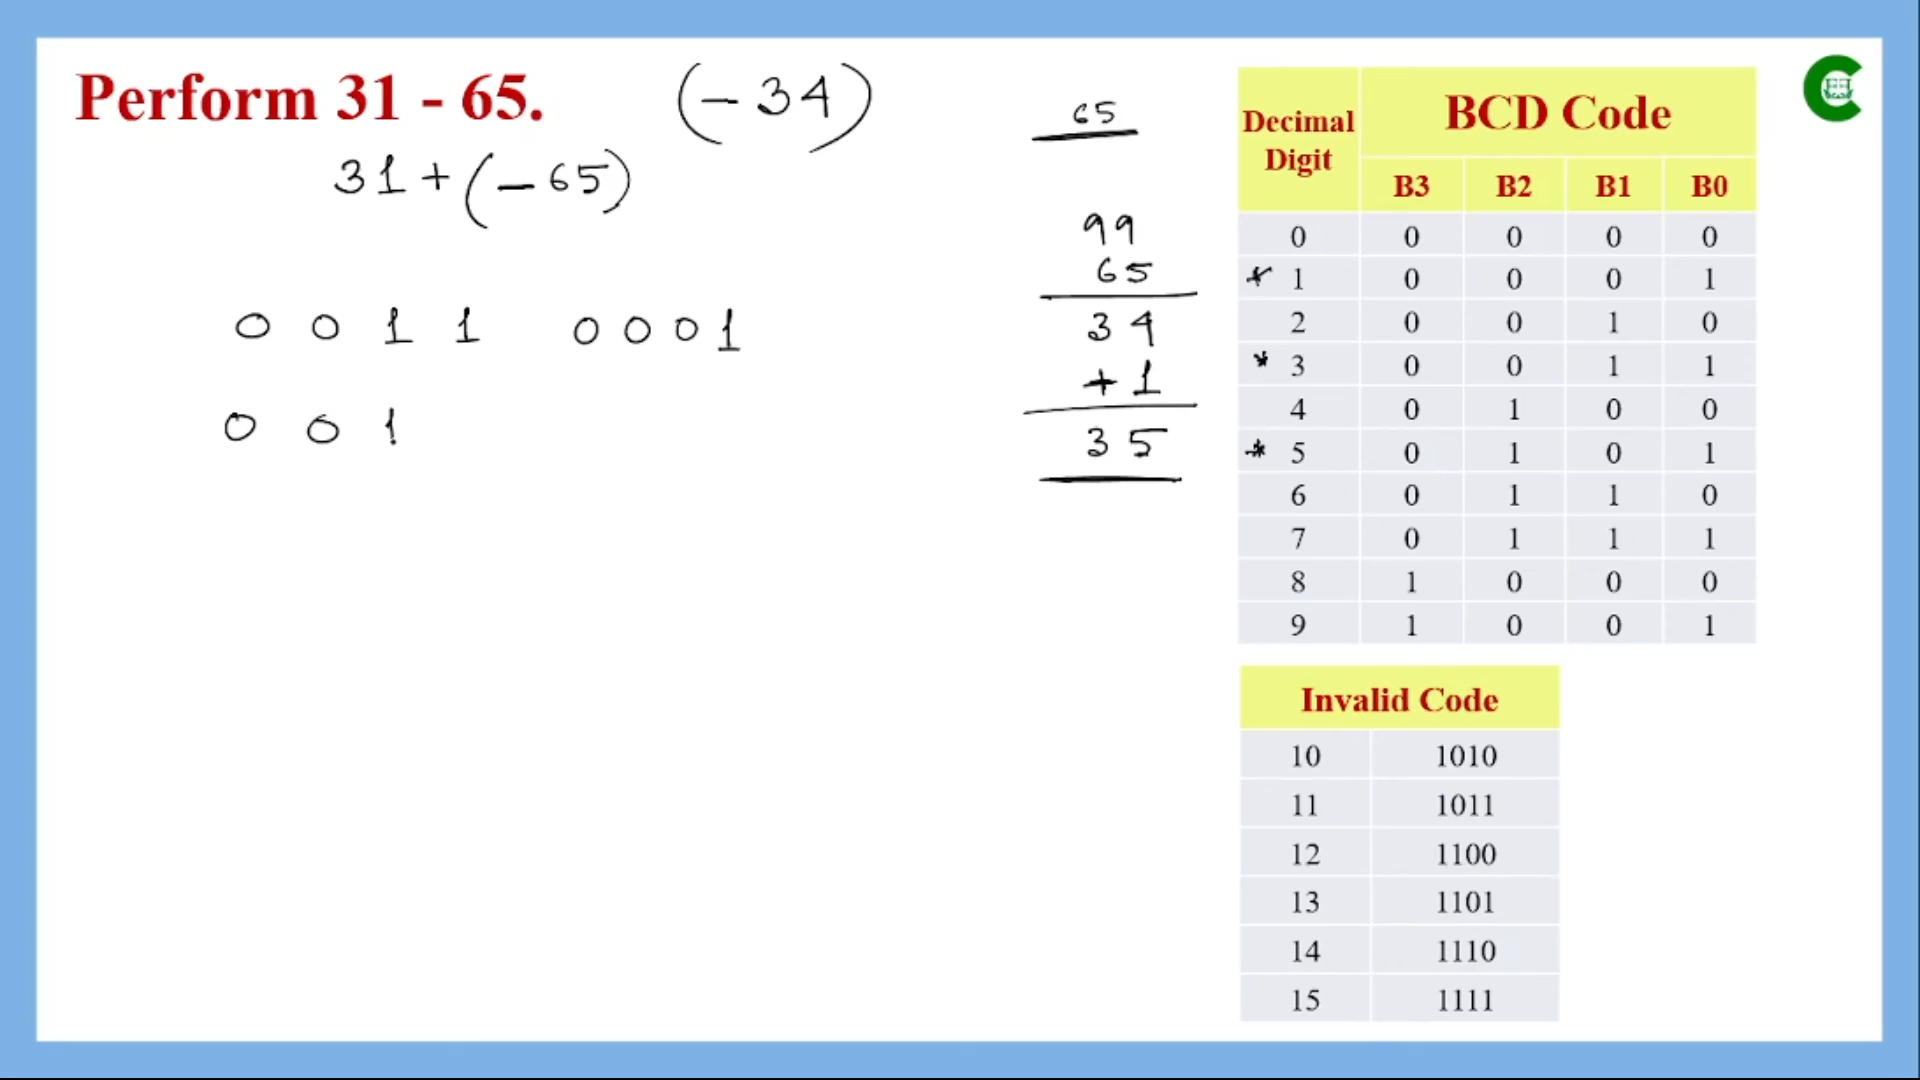 Perform 31 - 65.
(-34)
31+(-65)
0 0 1 1 0 0 0 1
0 0 1
65
99
65
34
+1
35
Decimal Digit BCD Code
B3 B2 B1 B0
0 0 0 0 0
* 1 0 0 0 1
2 0 0 1 0
* 3 0 0 1 1
4 0 1 0 0
* 5 0 1 0 1
6 0 1 1 0
7 0 1 1 1
8 1 0 0 0
9 1 0 0 1
Invalid Code
10 1010
11 1011
12 1100
13 1101
14 1110
15 1111